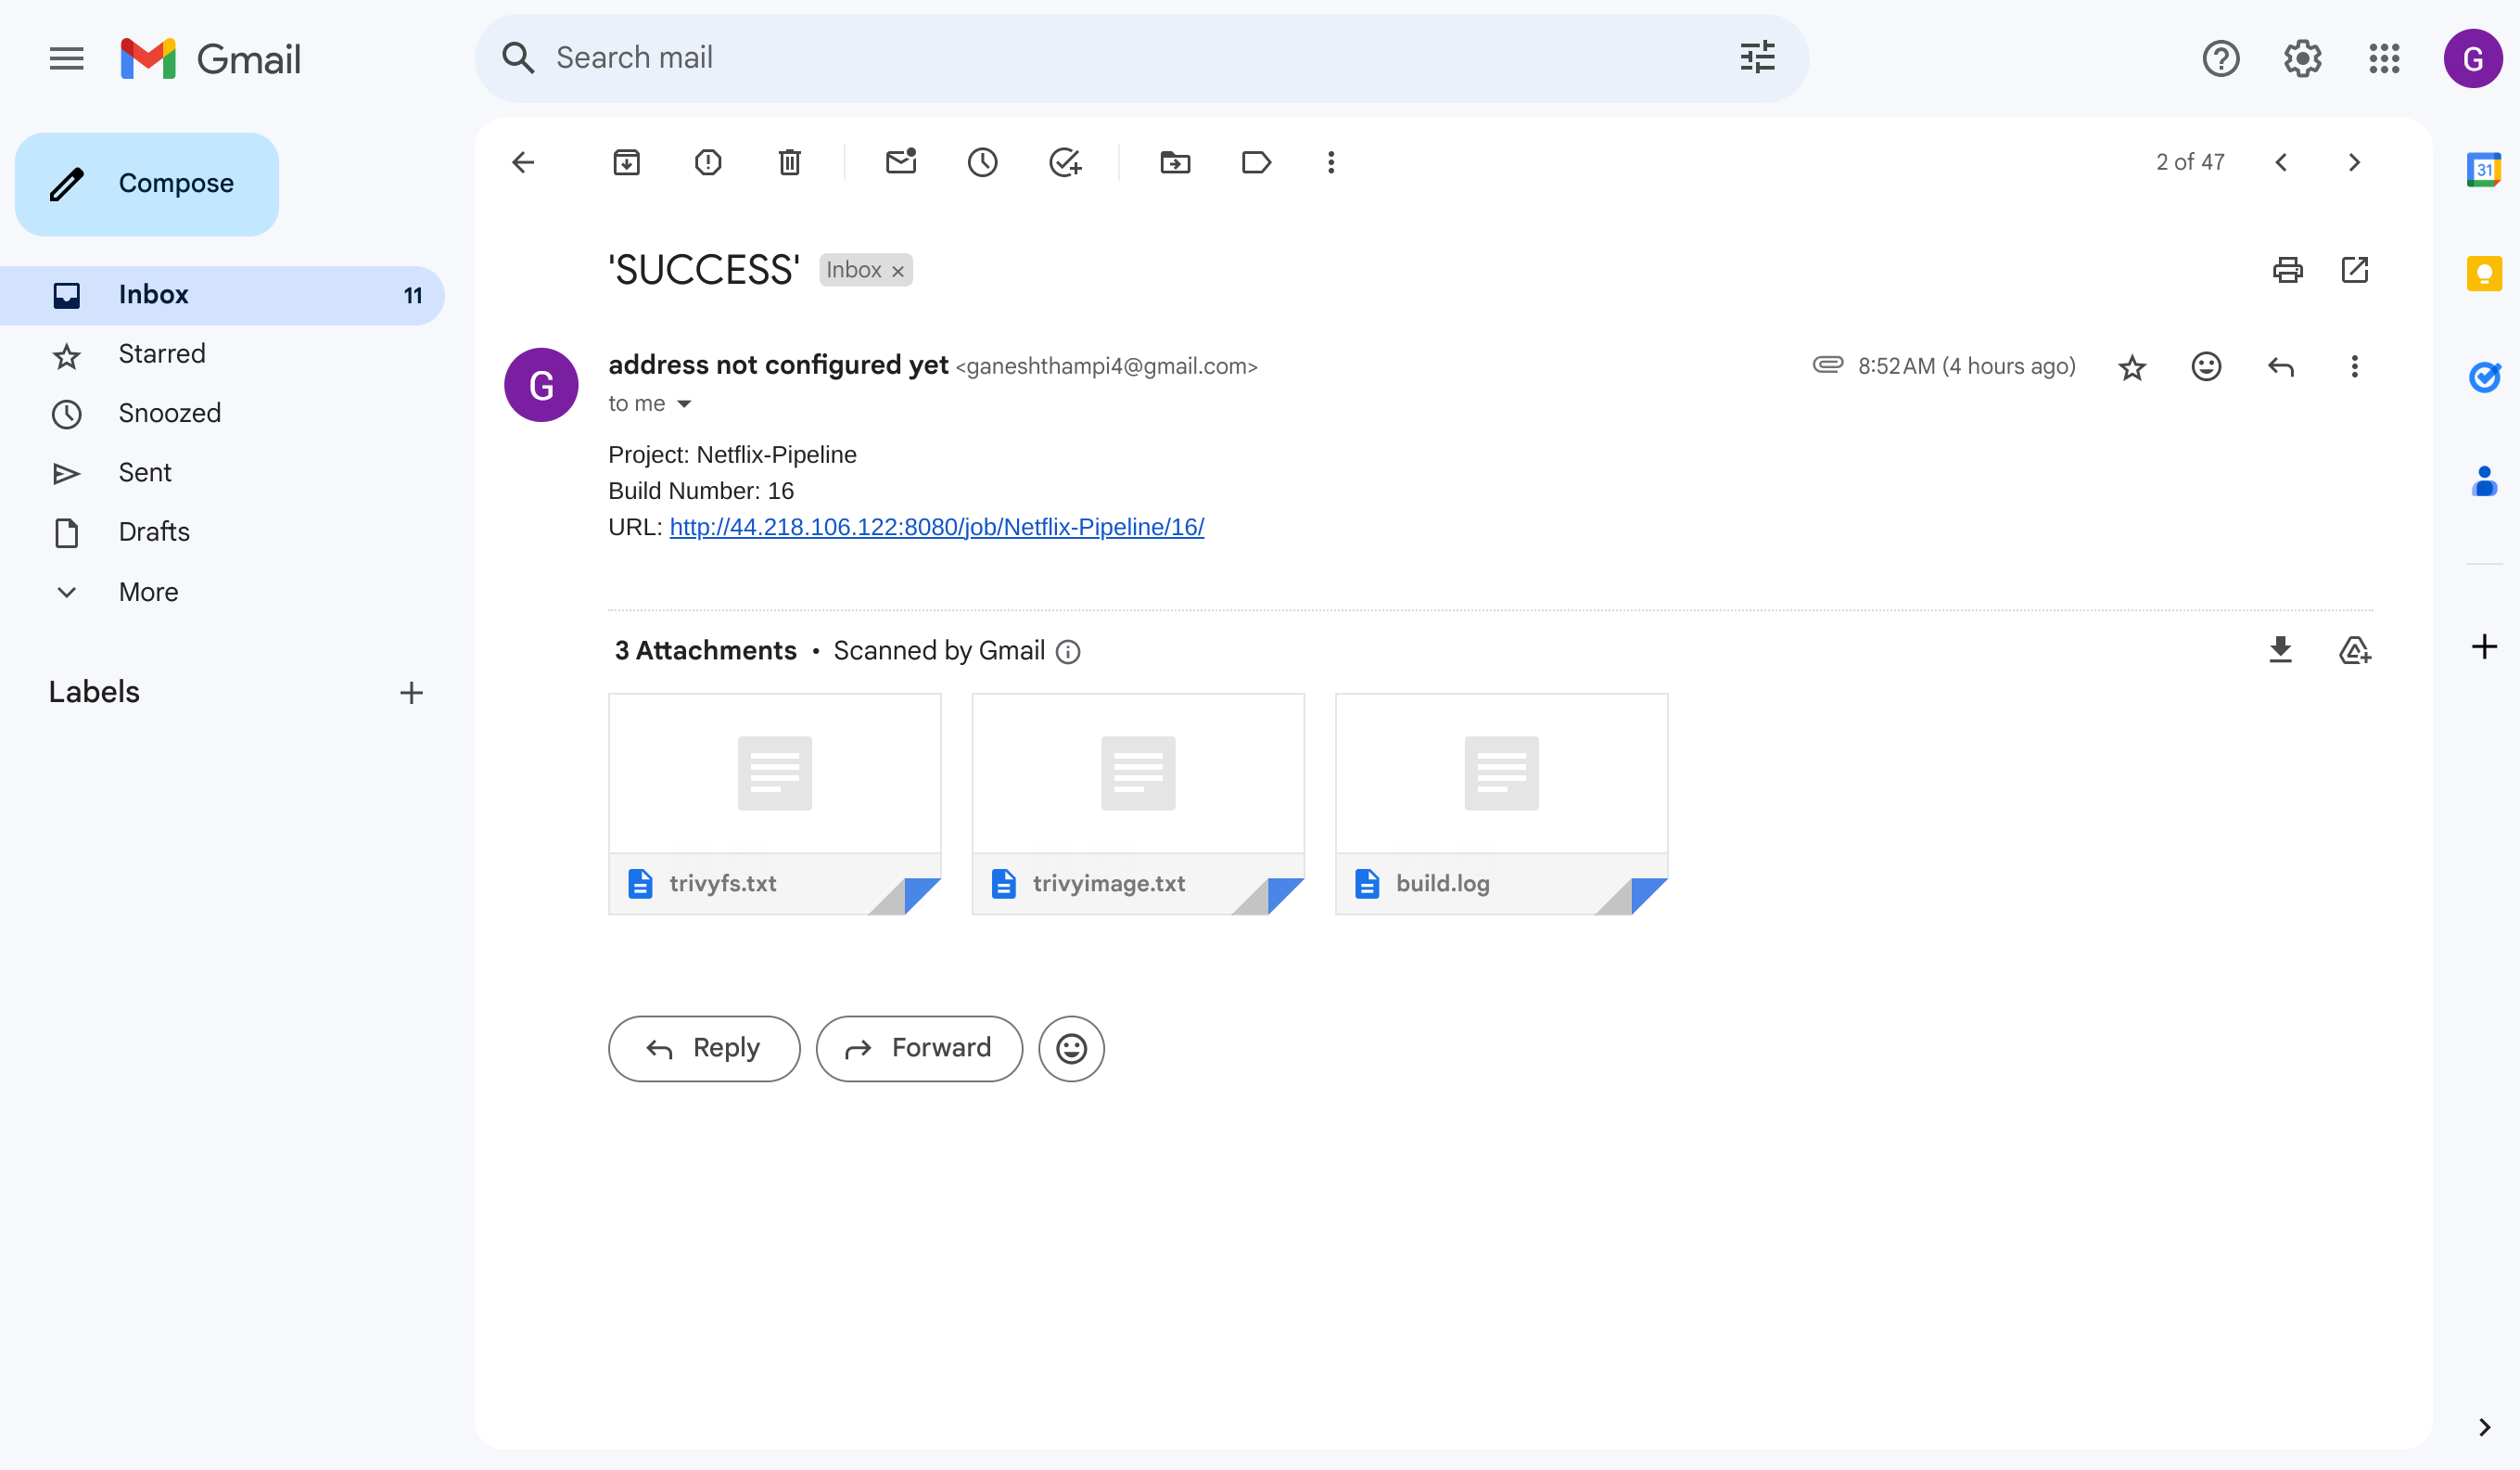 Gmail
Search mail
G
Compose
2 of 47
31
'SUCCESS' Inbox ×
Inbox 11
Starred
Snoozed
Sent
Drafts
More
Labels
G
address not configured yet <ganeshthampi4@gmail.com>
8:52 AM (4 hours ago)
to me
Project: Netflix-Pipeline
Build Number: 16
URL: http://44.218.106.122:8080/job/Netflix-Pipeline/16/
3 Attachments • Scanned by Gmail
trivyfs.txt
trivyimage.txt
build.log
Reply
Forward